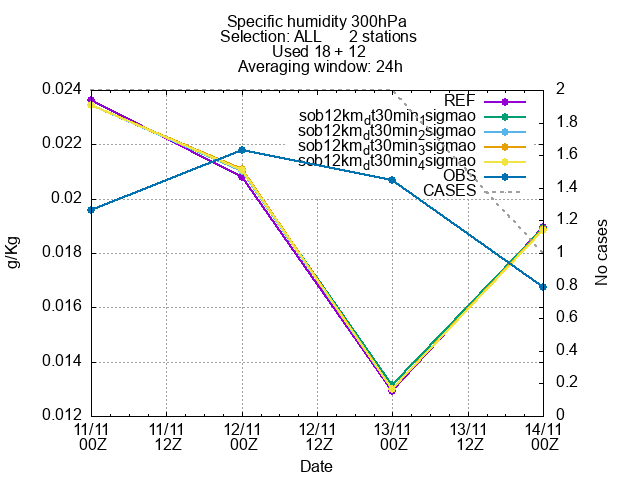 Specific humidity 300hPa
Selection: ALL 2 stations
Used 18 + 12
Averaging window: 24h
REF
sob12km_dt30min_1sigmao
sob12km_dt30min_2sigmao
sob12km_dt30min_3sigmao
sob12km_dt30min_4sigmao
OBS
CASES
0.024
0.022
0.02
0.018
0.016
0.014
0.012
g/Kg
2
1.8
1.6
1.4
1.2
1
0.8
0.6
0.4
0.2
0
No cases
11/11 11/11 12/11 12/11 13/11 13/11 14/11
00Z 12Z 00Z 12Z 00Z 12Z 00Z
Date